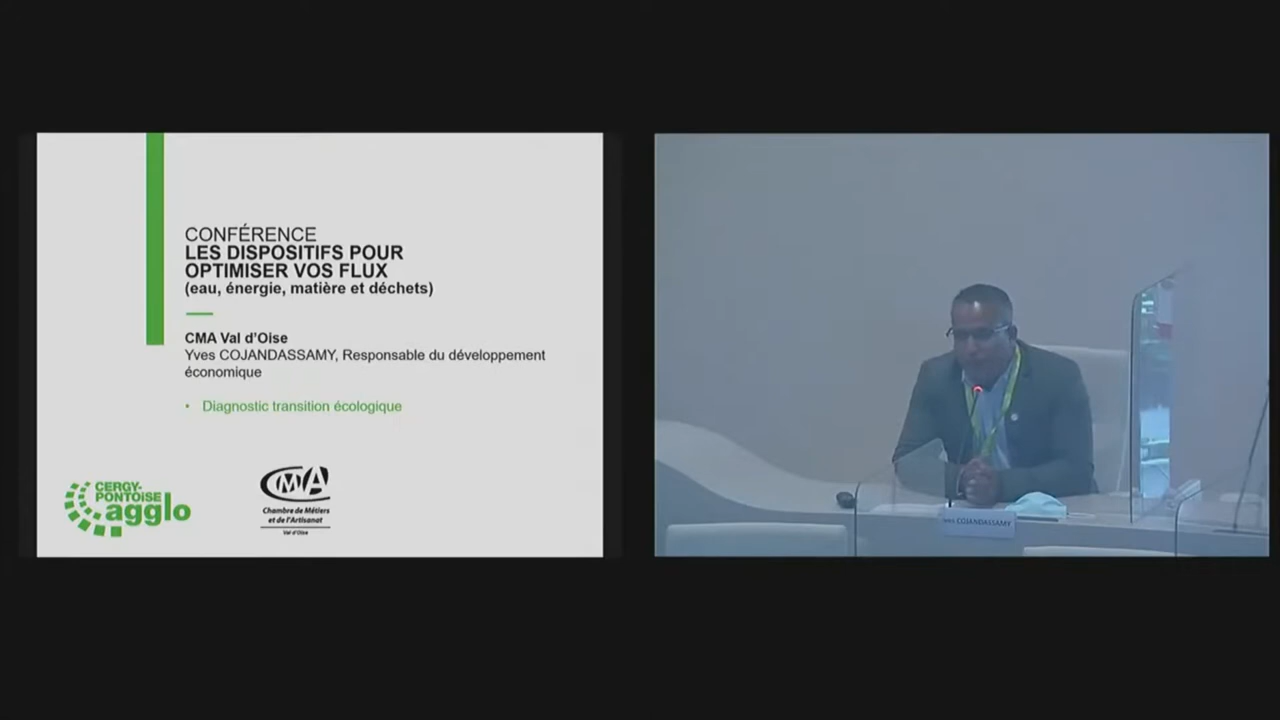 CONFÉRENCE
LES DISPOSITIFS POUR
OPTIMISER VOS FLUX
(eau, énergie, matière et déchets)
CMA Val d'Oise
Yves COJANDASSAMY, Responsable du développement
économique
• Diagnostic transition écologique
CERGY-
PONTOISE
agglo
CMA
Chambre de Métiers
et de l'Artisanat
Val d'Oise
Yves COJANDASSAMY